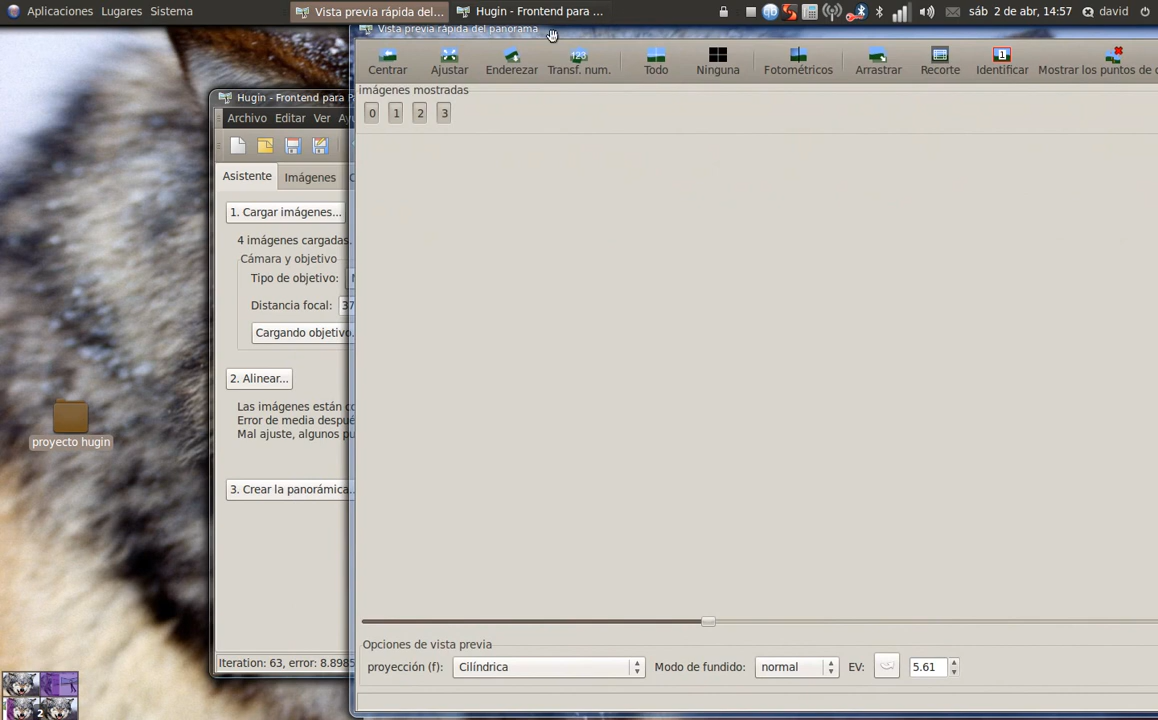 Aplicaciones Lugares Sistema
Vista previa rápida del...
Hugin - Frontend para ...
sáb 2 de abr, 14:57
david
Vista previa rápida del panorama
Centrar
Ajustar
Enderezar
123
Transf. num.
Todo
Ninguna
Fotométricos
Arrastrar
Recorte
1
Identificar
Mostrar los puntos de
imágenes mostradas
0 1 2 3
Hugin - Frontend para
Archivo Editar Ver
Asistente Imágenes
1. Cargar imágenes...
4 imágenes cargadas.
Cámara y objetivo
Tipo de objetivo:
Distancia focal: 37
Cargando objetivo.
2. Alinear...
Las imágenes están
Error de media despué
Mal ajuste, algunos
3. Crear la panorámica..
proyecto hugin
Iteration: 63, error: 8.898
2
Opciones de vista previa
proyección (f): Cilíndrica Modo de fundido: normal EV: 5.61